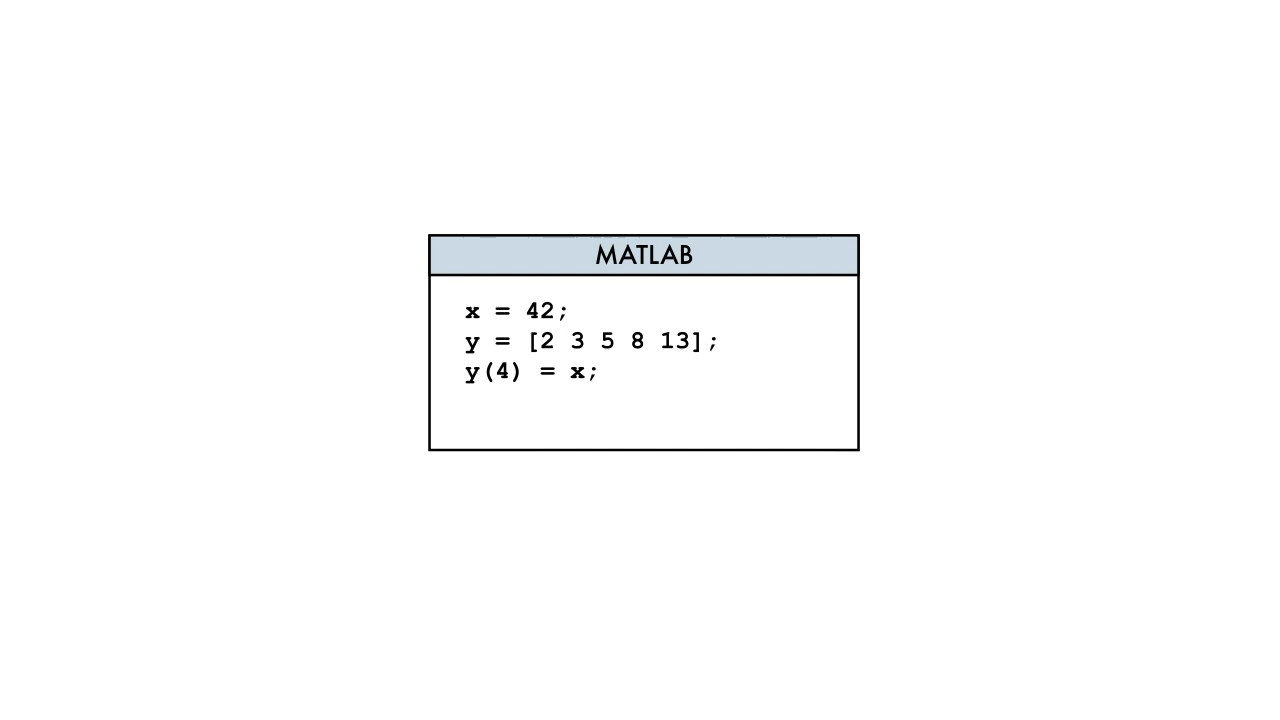 MATLAB
x = 42;
y = [2 3 5 8 13];
y(4) = x;